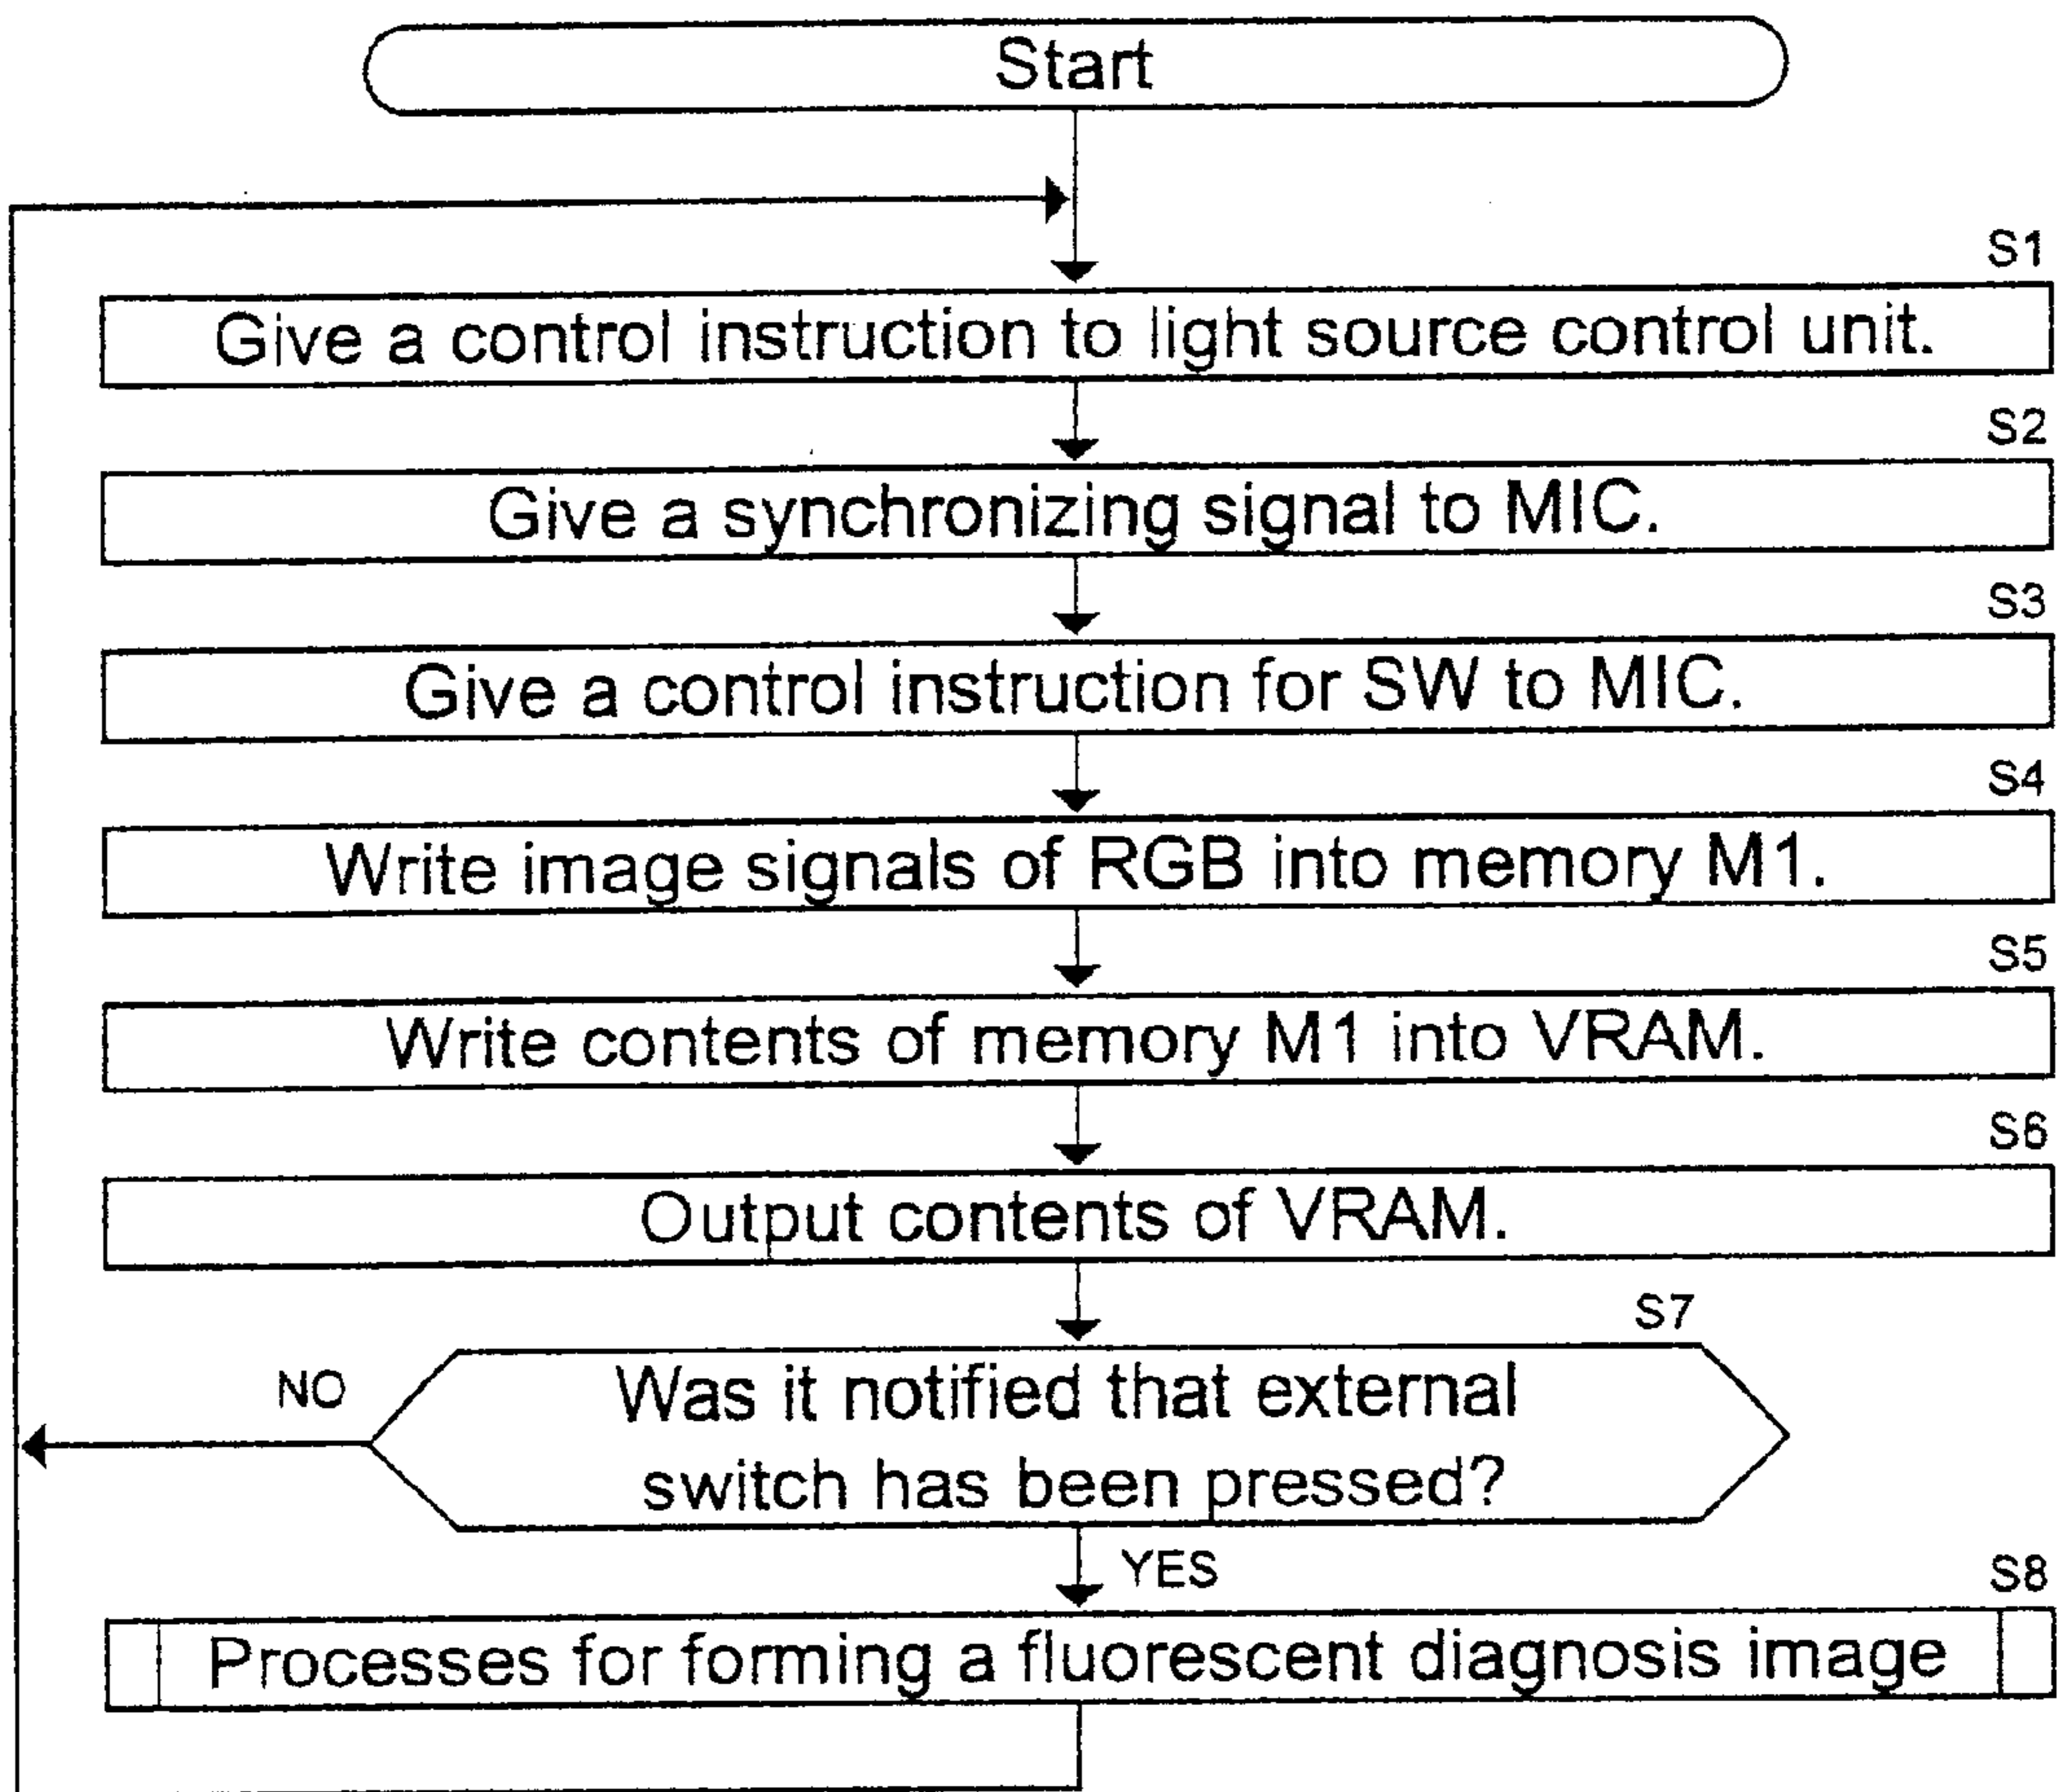 Start
S1
Give a control instruction to light source control unit.
S2
Give a synchronizing signal to MIC.
S3
Give a control instruction for SW to MIC.
S4
Write image signals of RGB into memory M1.
S5
Write contents of memory M1 into VRAM.
S6
Output contents of VRAM.
S7
NO
Was it notified that external
switch has been pressed?
YES
S8
Processes for forming a fluorescent diagnosis image